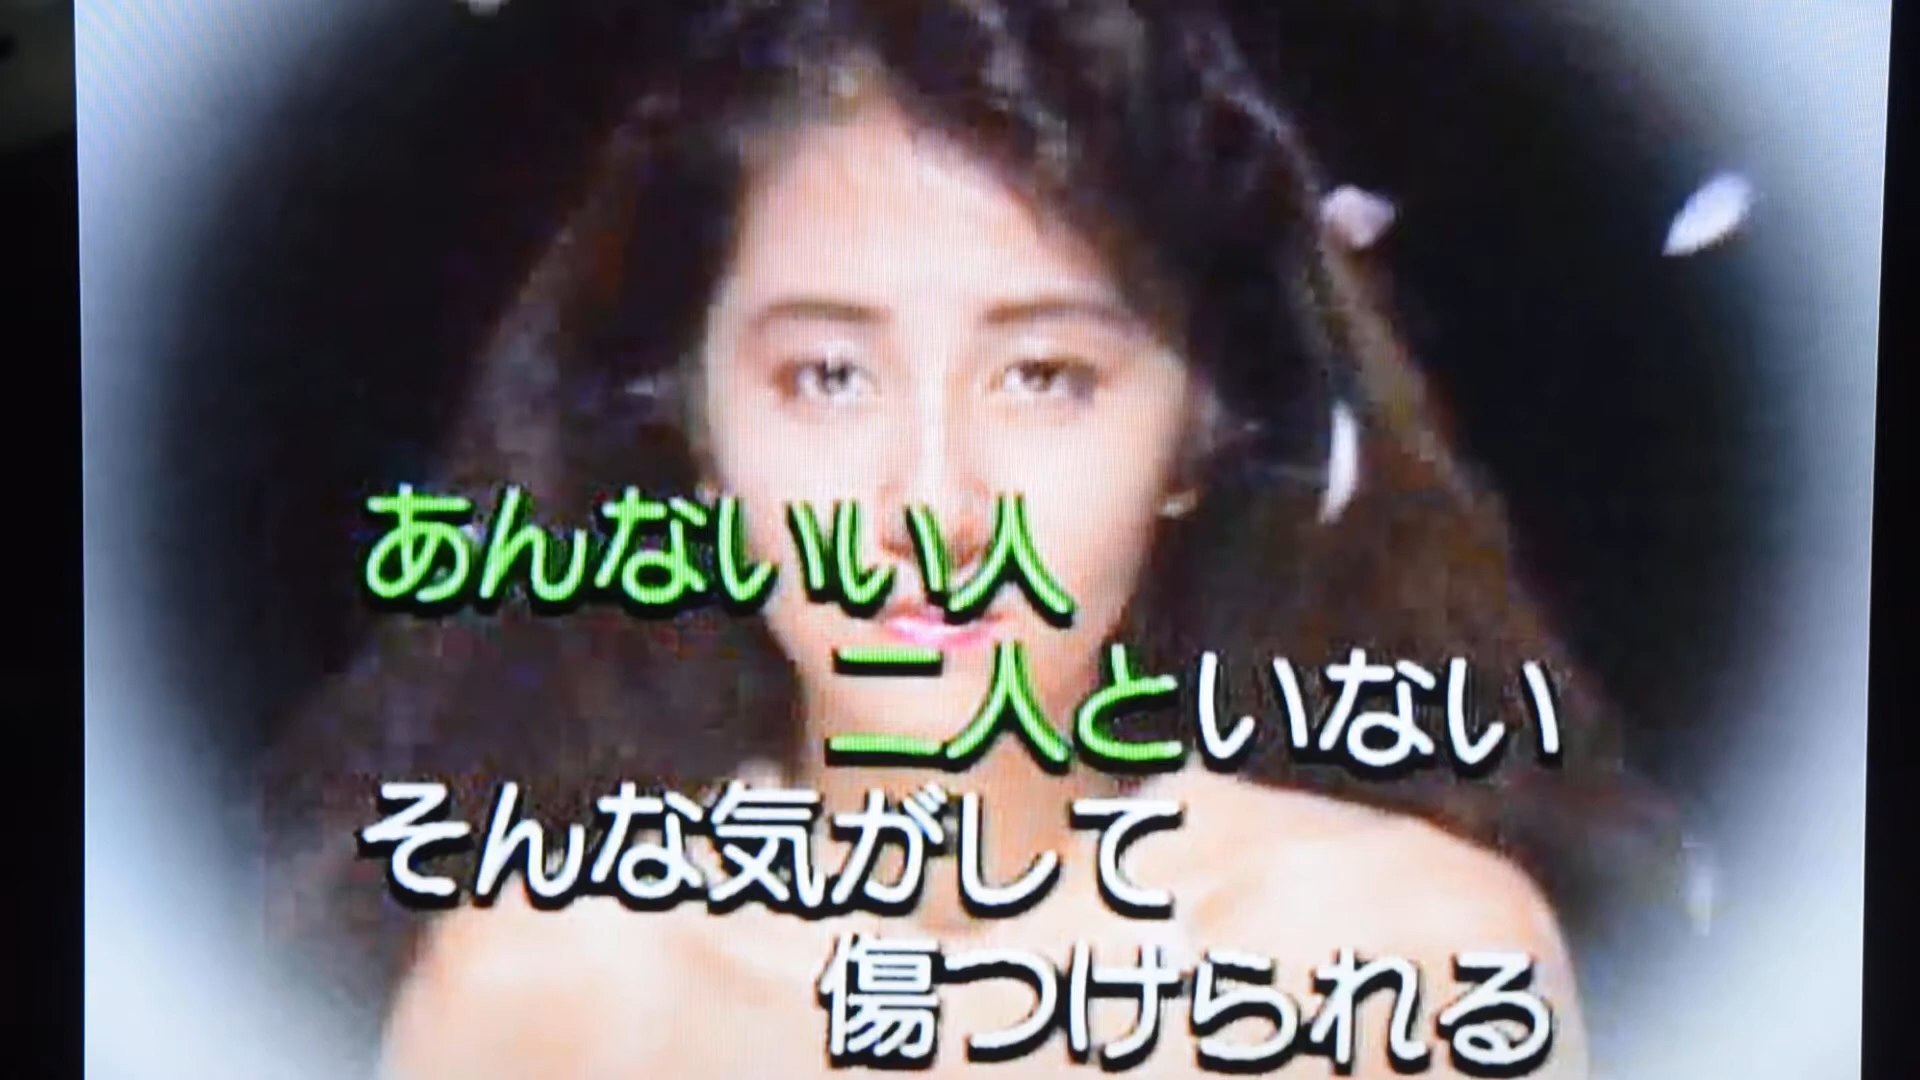 あんないい人
二人といない
そんな気がして
傷つけられる